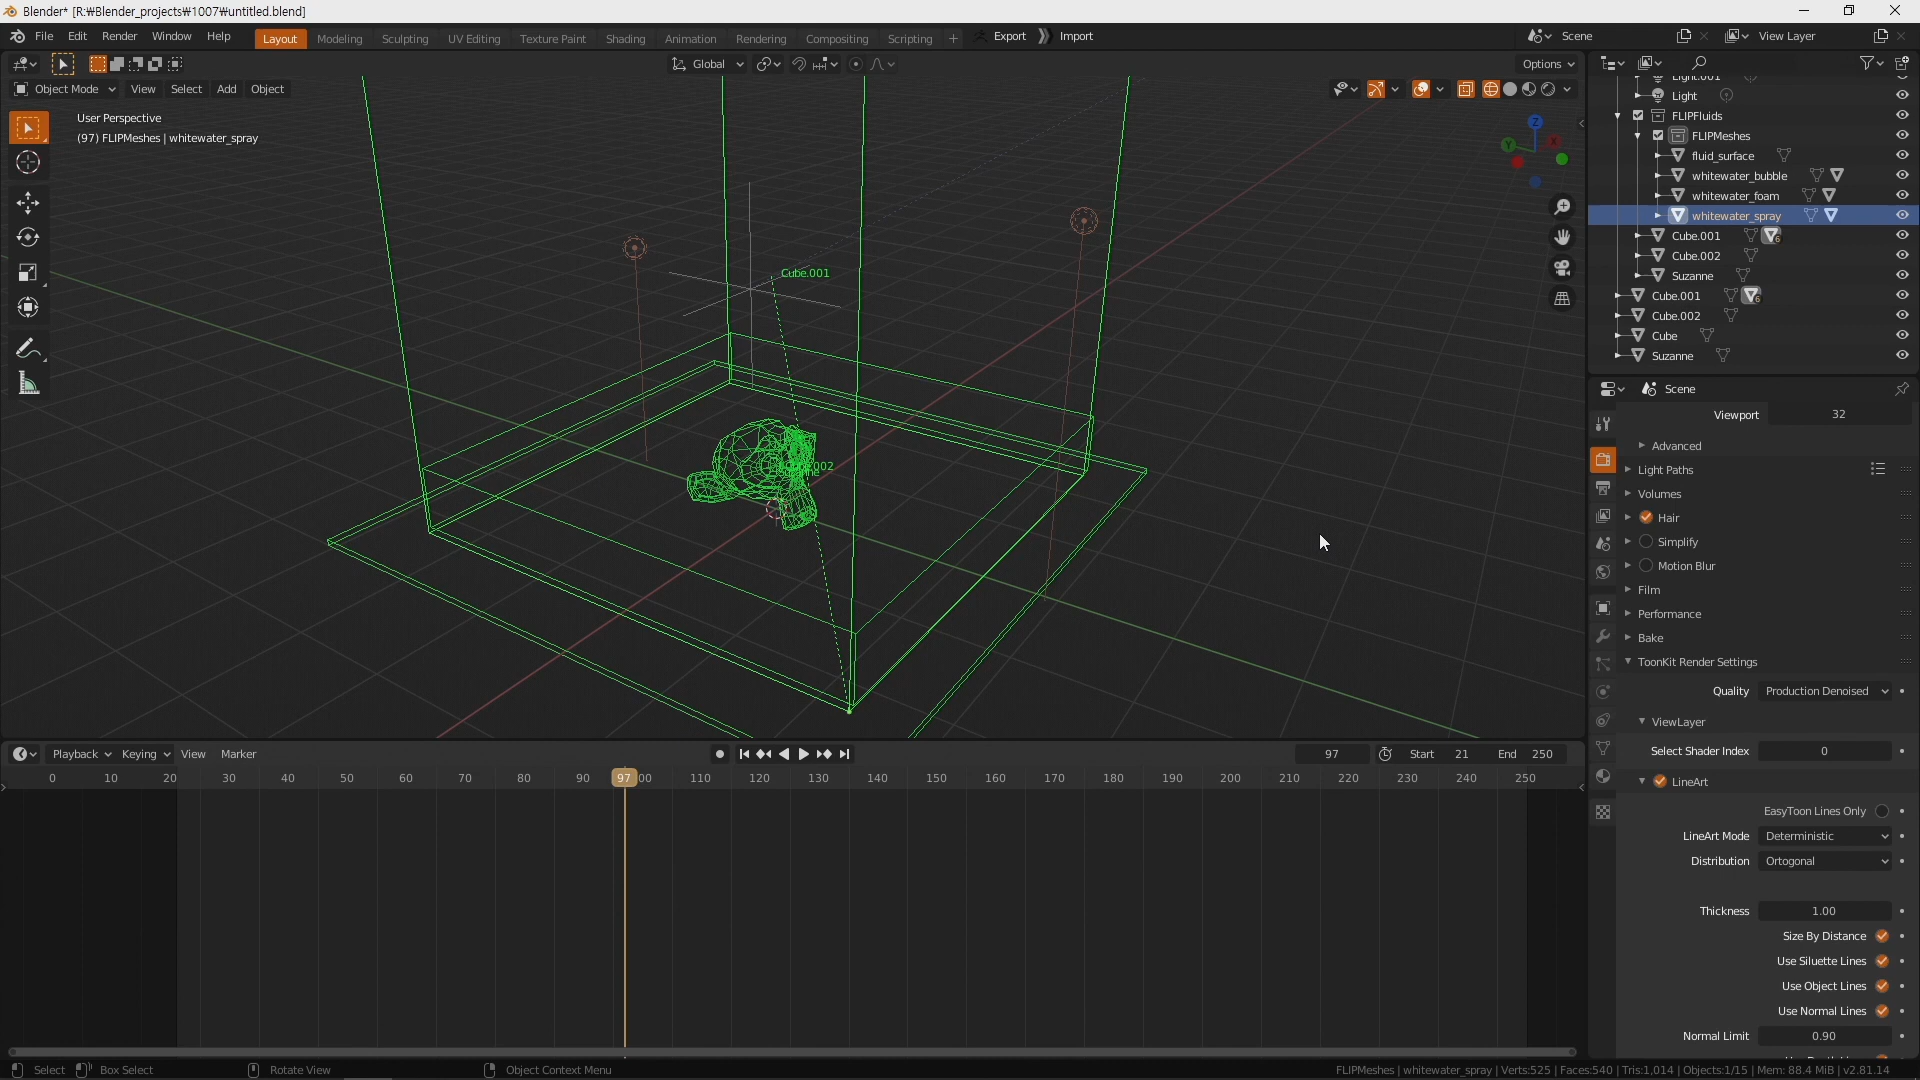 Blender* [R:₩Blender_projects₩1007₩untitled.blend]
File Edit Render Window Help Layout Modeling Sculpting UV Editing Texture Paint Shading Animation Rendering Compositing Scripting + Export Import Scene View Layer
Global Options
Object Mode View Select Add Object
User Perspective
(97) FLIPMeshes | whitewater_spray
Z
Y
X
Cube.001
Light.001
Light
FLIPFluids
FLIPMeshes
fluid_surface
whitewater_bubble
whitewater_foam
whitewater_spray
Cube.001 6
Cube.002
Suzanne
Cube.001 6
Cube.002
Cube
Suzanne
Scene
Viewport 32
Advanced
Light Paths
Volumes
Hair
Simplify
Motion Blur
Film
Performance
Bake
ToonKit Render Settings
Quality Production Denoised
ViewLayer
Select Shader Index 0
LineArt
EasyToon Lines Only
LineArt Mode Deterministic
Distribution Ortogonal
Thickness 1.00
Size By Distance
Use Siluette Lines
Use Object Lines
Use Normal Lines
Normal Limit 0.90
Playback Keying View Marker 97 Start 21 End 250
0 10 20 30 40 50 60 70 80 90 97 00 110 120 130 140 150 160 170 180 190 200 210 220 230 240 250
Select Box Select Rotate View Object Context Menu FLIPMeshes | whitewater_spray | Verts:525 | Faces:540 | Tris:1,014 | Objects:1/15 | Mem: 88.4 MiB | v2.81.14